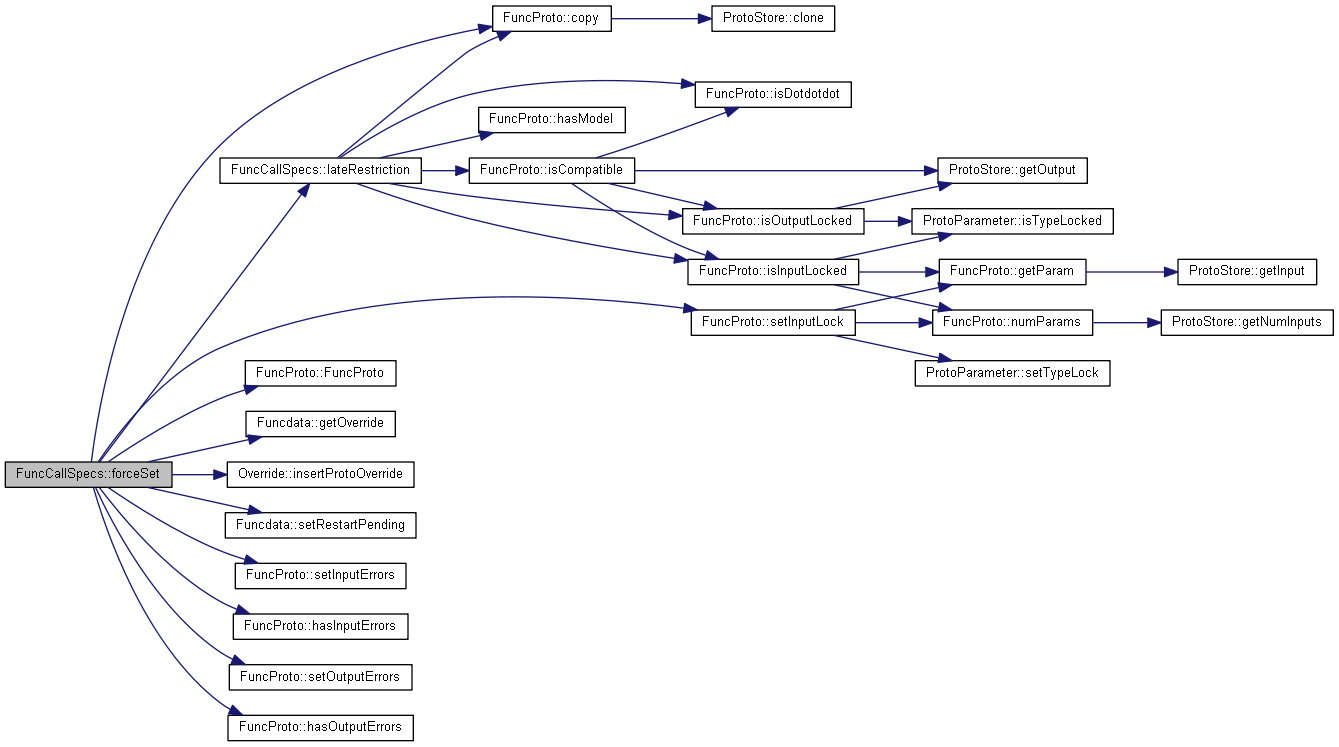 FuncProto::copy
ProtoStore::clone
FuncProto::isDotdotdot
FuncProto::hasModel
FuncCallSpecs::lateRestriction
FuncProto::isCompatible
ProtoStore::getOutput
FuncProto::isOutputLocked
ProtoParameter::isTypeLocked
FuncProto::isInputLocked
FuncProto::getParam
ProtoStore::getInput
FuncProto::setInputLock
FuncProto::numParams
ProtoStore::getNumInputs
FuncProto::FuncProto
ProtoParameter::setTypeLock
Funcdata::getOverride
FuncCallSpecs::forceSet
Override::insertProtoOverride
Funcdata::setRestartPending
FuncProto::setInputErrors
FuncProto::hasInputErrors
FuncProto::setOutputErrors
FuncProto::hasOutputErrors